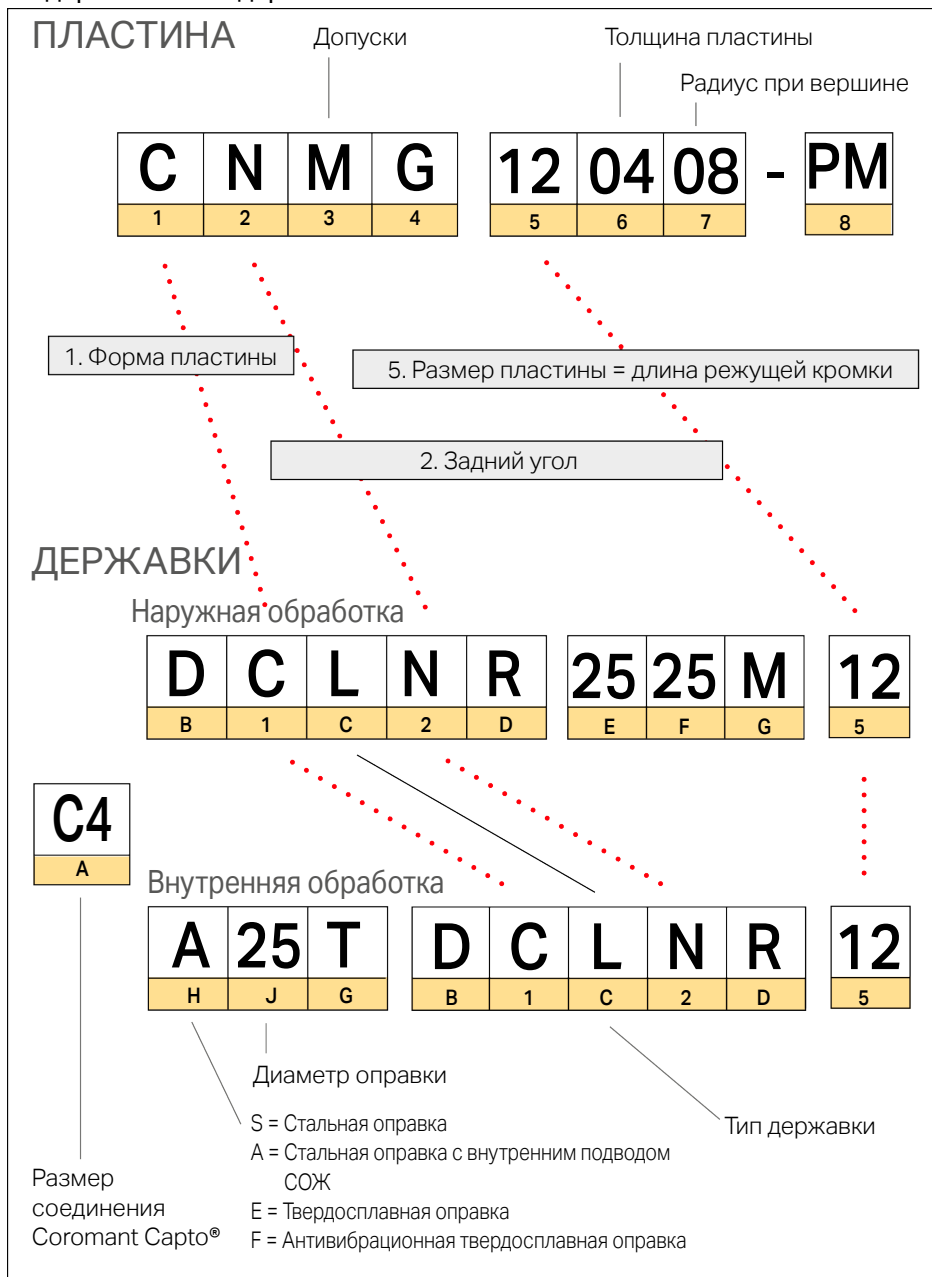 ПЛАСТИНА
Допуски
Толщина пластины
Радиус при вершине
C N M G 12 04 08 - PM
1 2 3 4 5 6 7 8
1. Форма пластины
5. Размер пластины = длина режущей кромки
2. Задний угол
ДЕРЖАВКИ
Наружная обработка
D C L N R 25 25 M 12
B 1 C 2 D E F G 5
C4
A
Внутренняя обработка
A 25 T D C L N R 12
H J G B 1 C 2 D 5
Диаметр оправки
S = Стальная оправка
A = Стальная оправка с внутренним подводом
СОЖ
E = Твердосплавная оправка
F = Антивибрационная твердосплавная оправка
Тип державки
Размер
соединения
Coromant Capto®